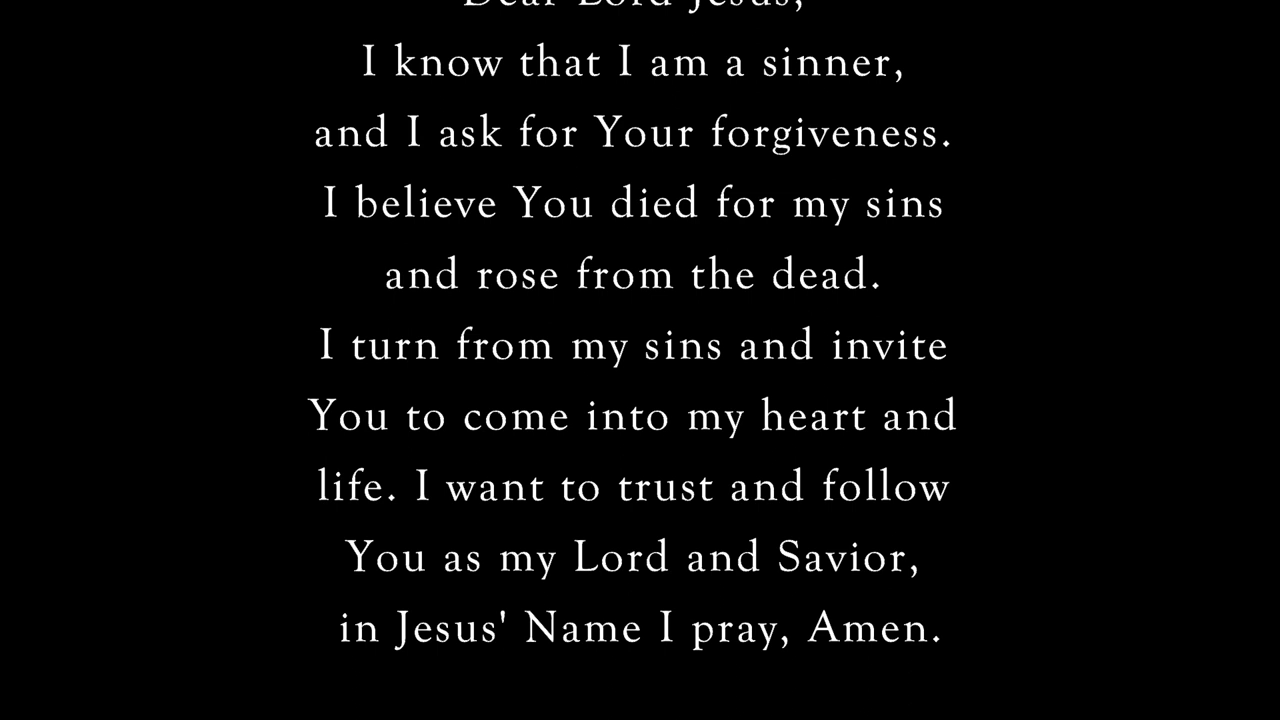 Dear Lord Jesus,
I know that I am a sinner,
and I ask for Your forgiveness.
I believe You died for my sins
and rose from the dead.
I turn from my sins and invite
You to come into my heart and
life. I want to trust and follow
You as my Lord and Savior,
in Jesus' Name I pray, Amen.